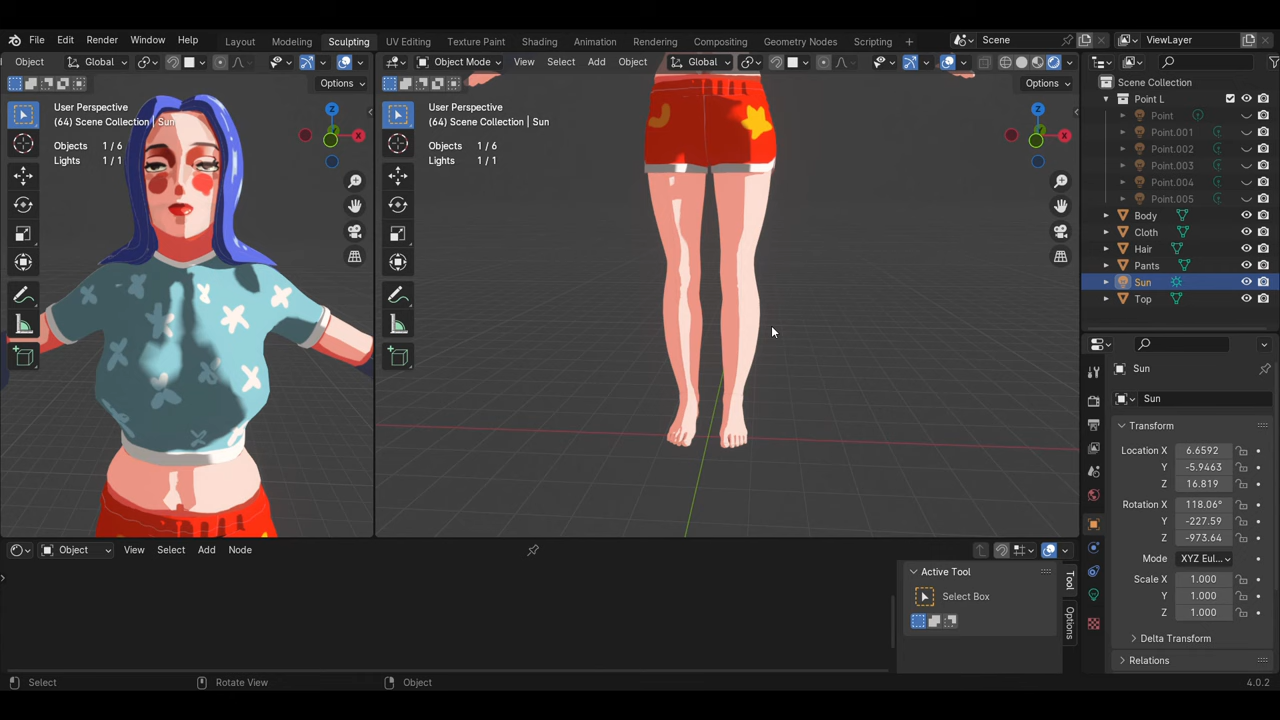 File Edit Render Window Help Layout Modeling Sculpting UV Editing Texture Paint Shading Animation Rendering Compositing Geometry Nodes Scripting + Scene ViewLayer
Object Global Object Mode View Select Add Object Global
Options Options Scene Collection
User Perspective User Perspective Point L
(64) Scene Collection | Sun (64) Scene Collection | Sun Point
Point.001
Objects 1 / 6 Objects 1 / 6 Point.002
Lights 1 / 1 Lights 1 / 1 Point.003
Point.004
Point.005
Body
Cloth
Hair
Pants
Sun
Top
Sun
Sun
Transform
Location X 6.6592
Y -5.9463
Z 16.819
Rotation X 118.06°
Y -227.59
Z -973.64
Mode XYZ Eul...
Scale X 1.000
Y 1.000
Z 1.000
Delta Transform
Relations
Object View Select Add Node
Active Tool
Select Box
Tool
Options
Select Rotate View Object 4.0.2
X Z X Z